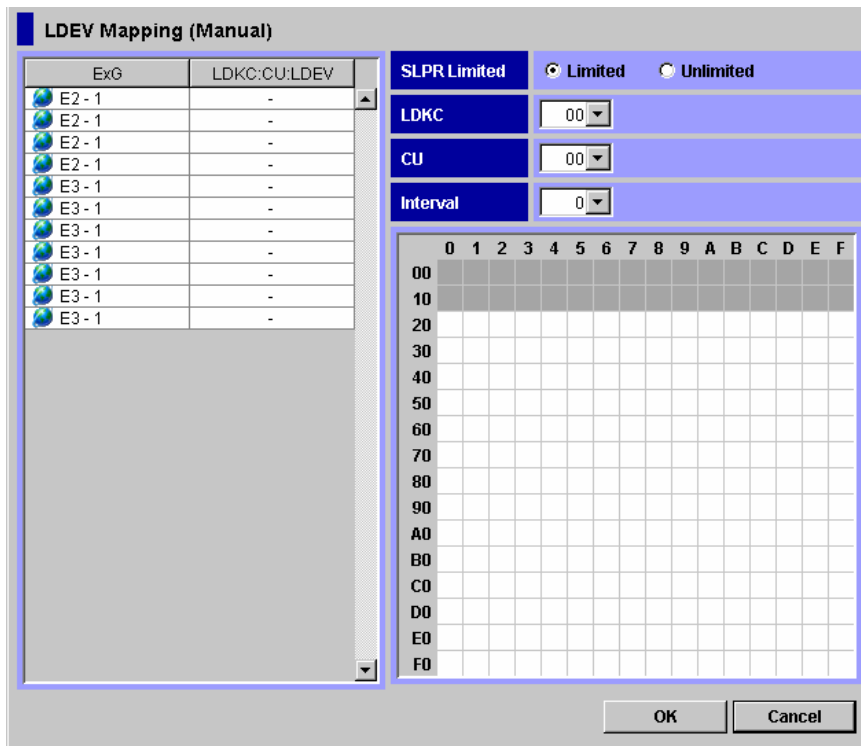 LDEV Mapping (Manual)
ExG LDKC:CU:LDEV
E2 - 1 -
E2 - 1 -
E2 - 1 -
E2 - 1 -
E3 - 1 -
E3 - 1 -
E3 - 1 -
E3 - 1 -
E3 - 1 -
E3 - 1 -
E3 - 1 -
SLPR Limited Limited Unlimited
LDKC 00
CU 00
Interval 0
0 1 2 3 4 5 6 7 8 9 A B C D E F
00
10
20
30
40
50
60
70
80
90
A0
B0
C0
D0
E0
F0
OK Cancel